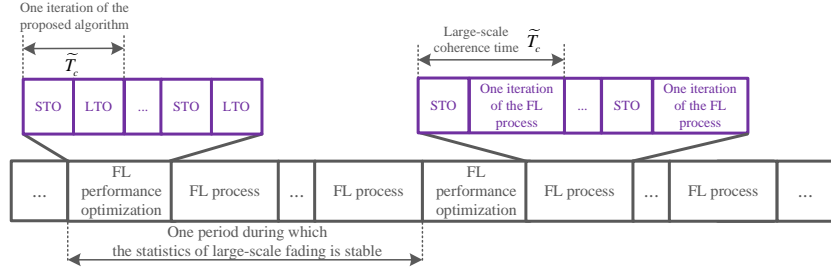 One iteration of the
the proposed algorithm
T̃c
STO LTO ... STO LTO
Large-scale
coherence time T̃c
STO
One iteration
of the FL
process
...
STO
One iteration
of the FL
process
...
FL
performance
optimization
FL process
...
FL process
FL
performance
optimization
FL process
...
FL process
...
One period during which
the statistics of large-scale fading is stable